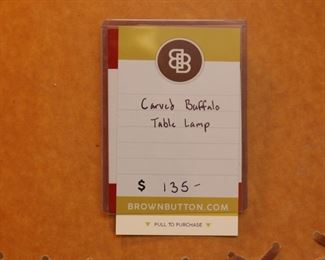 BB
Carved Buffalo
Table Lamp
$ 135-
BROWNBUTTON.COM
PULL TO PURCHASE